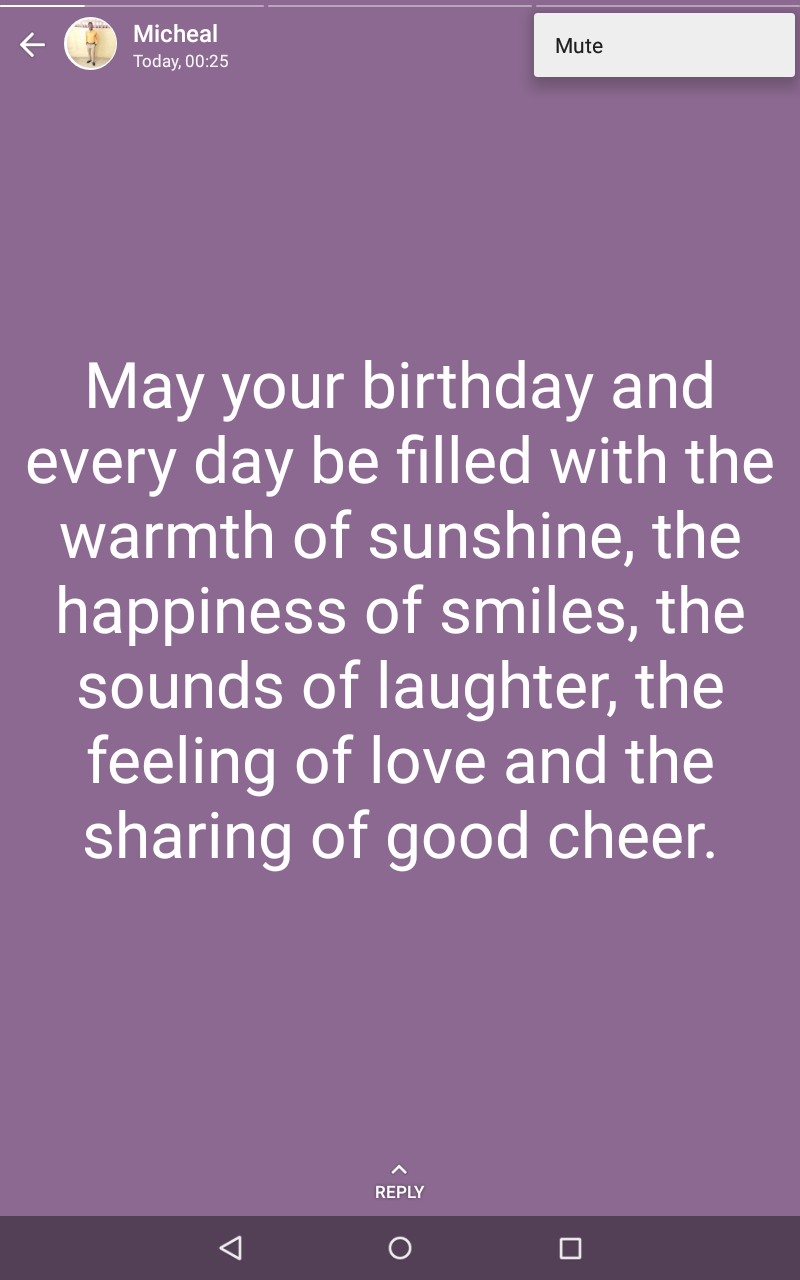 Micheal
Today, 00:25
Mute
May your birthday and
every day be filled with the
warmth of sunshine, the
happiness of smiles, the
sounds of laughter, the
feeling of love and the
sharing of good cheer.
REPLY